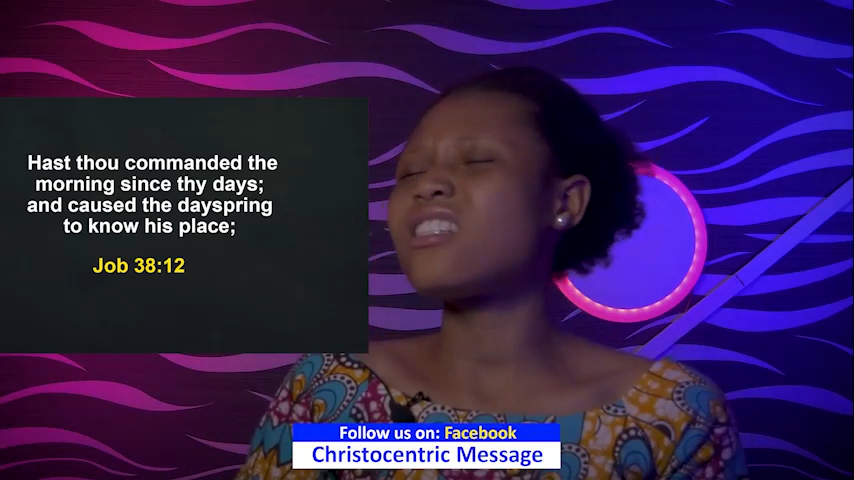 Hast thou commanded the
morning since thy days;
and caused the dayspring
to know his place;
Job 38:12
Follow us on: Facebook
Christocentric Message